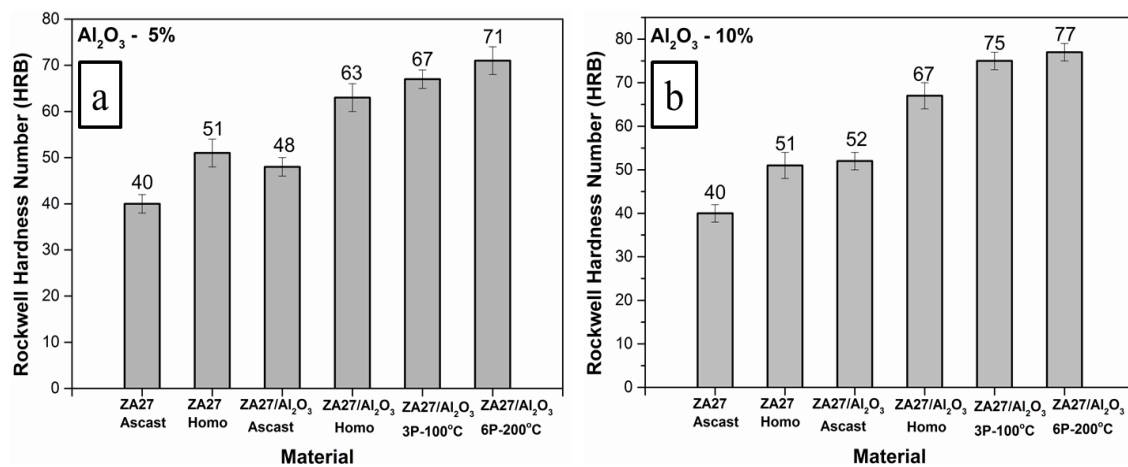 Al₂O₃ - 5%
a
Rockwell Hardness Number (HRB)
80
70
60
50
40
30
20
10
0
40
51
48
63
67
71
ZA27 Ascast
ZA27 Homo
ZA27/Al₂O₃ Ascast
ZA27/Al₂O₃ Homo
ZA27/Al₂O₃ 3P-100°C
ZA27/Al₂O₃ 6P-200°C
Material
Al₂O₃ - 10%
b
Rockwell Hardness Number (HRB)
80
70
60
50
40
30
20
10
0
40
51
52
67
75
77
ZA27 Ascast
ZA27 Homo
ZA27/Al₂O₃ Ascast
ZA27/Al₂O₃ Homo
ZA27/Al₂O₃ 3P-100°C
ZA27/Al₂O₃ 6P-200°C
Material